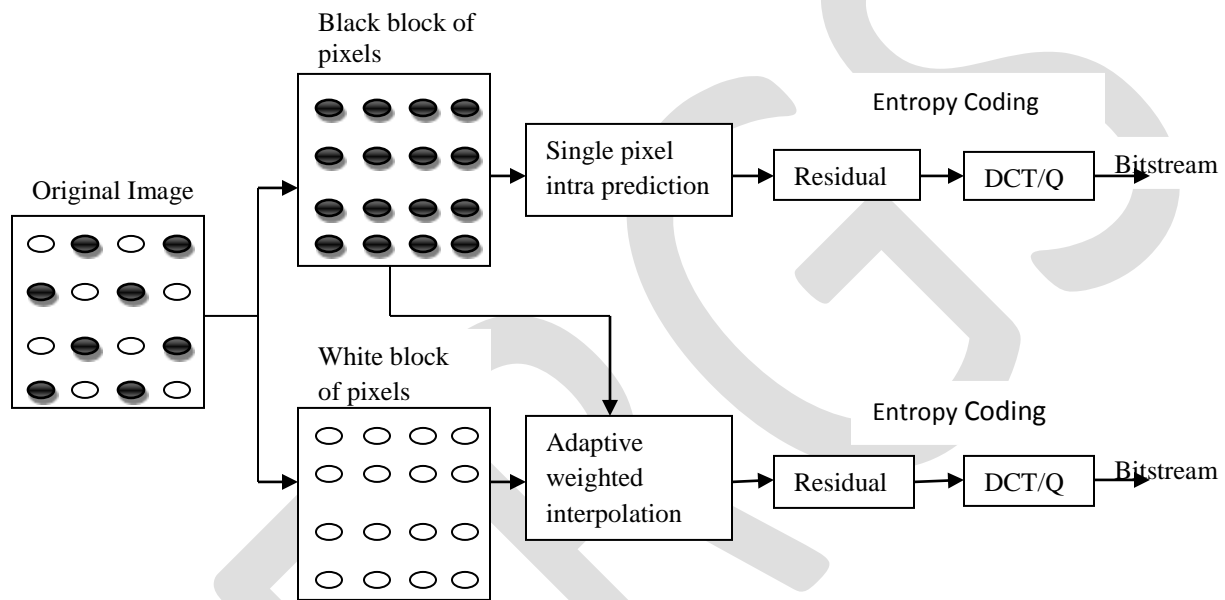 Black block of
pixels
Entropy Coding
Single pixel
intra prediction
Residual
DCT/Q
Bitstream
Original Image
White block
of pixels
Entropy Coding
Adaptive
weighted
interpolation
Residual
DCT/Q
Bitstream